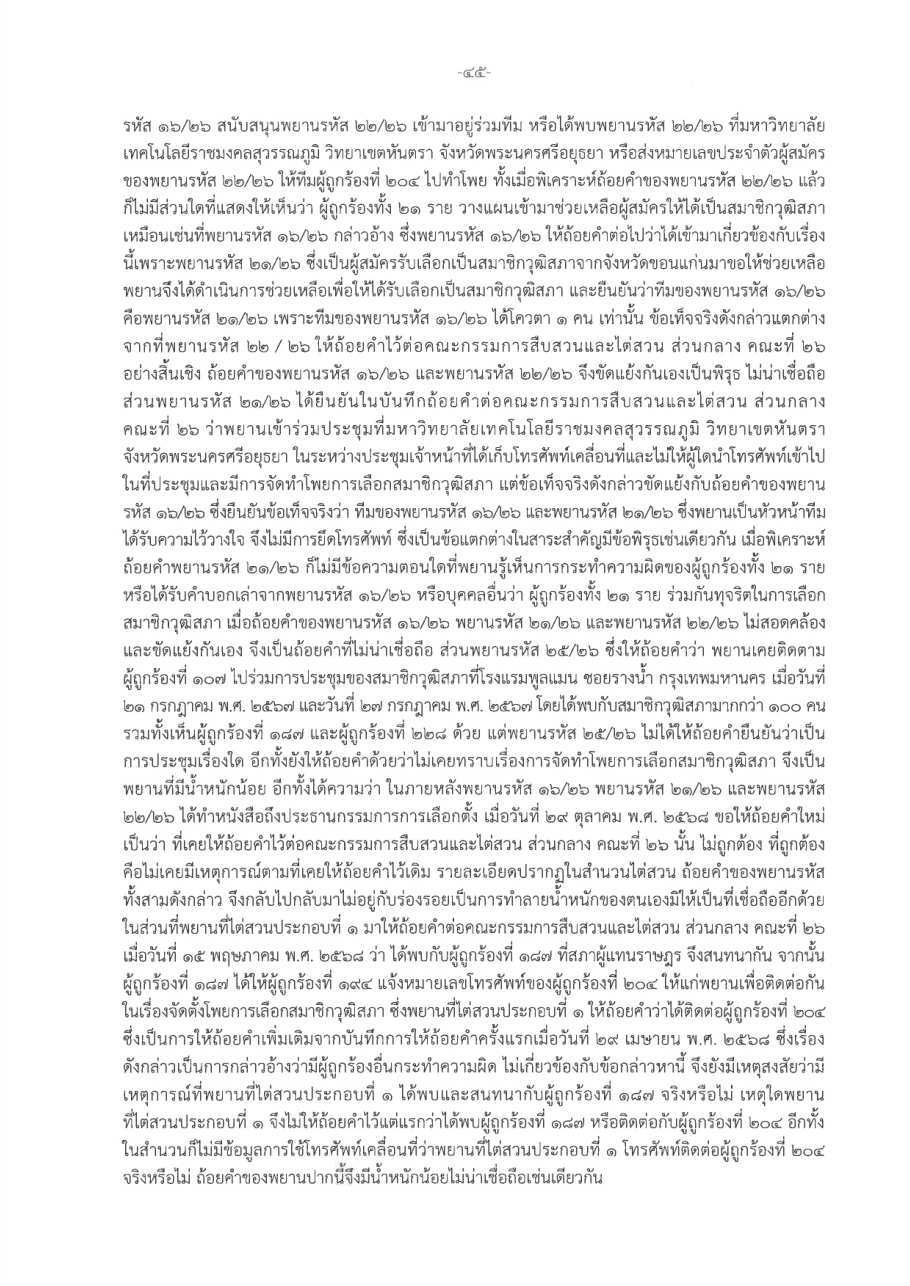 -๔๕-
รหัส ๑๖/๒๖ สนับสนุนพยานรหัส ๒๒/๒๖ เข้ามาอยู่ร่วมทีม หรือได้พบพยานรหัส ๒๒/๒๖ ที่มหาวิทยาลัย
เทคโนโลยีราชมงคลสุวรรณภูมิ วิทยาเขตหันตรา จังหวัดพระนครศรีอยุธยา หรือส่งหมายเลขประจำตัวผู้สมัคร
ของพยานรหัส ๒๒/๒๖ ให้ทีมผู้ถูกร้องที่ ๒๐๔ ไปทำโพย ทั้งเมื่อพิเคราะห์ถ้อยคำของพยานรหัส ๒๒/๒๖ แล้ว
ก็ไม่มีส่วนใดที่แสดงให้เห็นว่า ผู้ถูกร้องทั้ง ๒๑ ราย วางแผนเข้ามาช่วยเหลือผู้สมัครให้ได้เป็นสมาชิกวุฒิสภา
เหมือนเช่นที่พยานรหัส ๑๖/๒๖ กล่าวอ้าง ซึ่งพยานรหัส ๑๖/๒๖ ให้ถ้อยคำต่อไปว่าได้เข้ามาเกี่ยวข้องกับเรื่อง
นี้เพราะพยานรหัส ๒๑/๒๖ ซึ่งเป็นผู้สมัครรับเลือกเป็นสมาชิกวุฒิสภาจากจังหวัดขอนแก่นมาขอให้ช่วยเหลือ
พยานจึงได้ดำเนินการช่วยเหลือเพื่อให้ได้รับเลือกเป็นสมาชิกวุฒิสภา และยืนยันว่าทีมของพยานรหัส ๑๖/๒๖
คือพยานรหัส ๒๑/๒๖ เพราะทีมของพยานรหัส ๑๖/๒๖ ได้โควตา ๑ คน เท่านั้น ข้อเท็จจริงดังกล่าวแตกต่าง
จากที่พยานรหัส ๒๒ / ๒๖ ให้ถ้อยคำไว้ต่อคณะกรรมการสืบสวนและไต่สวน ส่วนกลาง คณะที่ ๒๖
อย่างสิ้นเชิง ถ้อยคำของพยานรหัส ๑๖/๒๖ และพยานรหัส ๒๒/๒๖ จึงขัดแย้งกันเองเป็นพิรุธ ไม่น่าเชื่อถือ
ส่วนพยานรหัส ๒๑/๒๖ ได้ยืนยันในบันทึกถ้อยคำต่อคณะกรรมการสืบสวนและไต่สวน ส่วนกลาง
คณะที่ ๒๖ ว่าพยานเข้าร่วมประชุมที่มหาวิทยาลัยเทคโนโลยีราชมงคลสุวรรณภูมิ วิทยาเขตหันตรา
จังหวัดพระนครศรีอยุธยา ในระหว่างประชุมเจ้าหน้าที่ได้เก็บโทรศัพท์เคลื่อนที่และไม่ให้ผู้ใดนำโทรศัพท์เข้าไป
ในที่ประชุมและมีการจัดทำโพยการเลือกสมาชิกวุฒิสภา แต่ข้อเท็จจริงดังกล่าวขัดแย้งกับถ้อยคำของพยาน
รหัส ๑๖/๒๖ ซึ่งยืนยันข้อเท็จจริงว่า ทีมของพยานรหัส ๑๖/๒๖ และพยานรหัส ๒๑/๒๖ ซึ่งพยานเป็นหัวหน้าทีม
ได้รับความไว้วางใจ จึงไม่มีการยึดโทรศัพท์ ซึ่งเป็นข้อแตกต่างในสาระสำคัญมีข้อพิรุธเช่นเดียวกัน เมื่อพิเคราะห์
ถ้อยคำพยานรหัส ๒๑/๒๖ ก็ไม่มีข้อความตอนใดที่พยานรู้เห็นการกระทำความผิดของผู้ถูกร้องทั้ง ๒๑ ราย
หรือได้รับคำบอกเล่าจากพยานรหัส ๑๖/๒๖ หรือบุคคลอื่นว่า ผู้ถูกร้องทั้ง ๒๑ ราย ร่วมกันทุจริตในการเลือก
สมาชิกวุฒิสภา เมื่อถ้อยคำของพยานรหัส ๑๖/๒๖ พยานรหัส ๒๑/๒๖ และพยานรหัส ๒๒/๒๖ ไม่สอดคล้อง
และขัดแย้งกันเอง จึงเป็นถ้อยคำที่ไม่น่าเชื่อถือ ส่วนพยานรหัส ๒๕/๒๖ ซึ่งให้ถ้อยคำว่า พยานเคยติดตาม
ผู้ถูกร้องที่ ๑๐๗ ไปร่วมการประชุมของสมาชิกวุฒิสภาที่โรงแรมพูลแมน ซอยรางน้ำ กรุงเทพมหานคร เมื่อวันที่
๒๑ กรกฎาคม พ.ศ. ๒๕๖๗ และวันที่ ๒๗ กรกฎาคม พ.ศ. ๒๕๖๗ โดยได้พบกับสมาชิกวุฒิสภามากกว่า ๑๐๐ คน
รวมทั้งเห็นผู้ถูกร้องที่ ๑๘๗ และผู้ถูกร้องที่ ๒๒๘ ด้วย แต่พยานรหัส ๒๕/๒๖ ไม่ได้ให้ถ้อยคำยืนยันว่าเป็น
การประชุมเรื่องใด อีกทั้งยังให้ถ้อยคำด้วยว่าไม่เคยทราบเรื่องการจัดทำโพยการเลือกสมาชิกวุฒิสภา จึงเป็น
พยานที่มีน้ำหนักน้อย อีกทั้งได้ความว่า ในภายหลังพยานรหัส ๑๖/๒๖ พยานรหัส ๒๑/๒๖ และพยานรหัส
๒๒/๒๖ ได้ทำหนังสือถึงประธานกรรมการการเลือกตั้ง เมื่อวันที่ ๒๙ ตุลาคม พ.ศ. ๒๕๖๘ ขอให้ถ้อยคำใหม่
เป็นว่า ที่เคยให้ถ้อยคำไว้ต่อคณะกรรมการสืบสวนและไต่สวน ส่วนกลาง คณะที่ ๒๖ นั้น ไม่ถูกต้อง ที่ถูกต้อง
คือไม่เคยมีเหตุการณ์ตามที่เคยให้ถ้อยคำไว้เดิม รายละเอียดปรากฏในสำนวนไต่สวน ถ้อยคำของพยานรหัส
ทั้งสามดังกล่าว จึงกลับไปกลับมาไม่อยู่กับร่องรอยเป็นการทำลายน้ำหนักของตนเองมิให้เป็นที่เชื่อถืออีกด้วย
ในส่วนที่พยานที่ไต่สวนประกอบที่ ๑ มาให้ถ้อยคำต่อคณะกรรมการสืบสวนและไต่สวน ส่วนกลาง คณะที่ ๒๖
เมื่อวันที่ ๑๕ พฤษภาคม พ.ศ. ๒๕๖๘ ว่า ได้พบกับผู้ถูกร้องที่ ๑๘๗ ที่สภาผู้แทนราษฎร จึงสนทนากัน จากนั้น
ผู้ถูกร้องที่ ๑๘๗ ได้ให้ผู้ถูกร้องที่ ๑๙๔ แจ้งหมายเลขโทรศัพท์ของผู้ถูกร้องที่ ๒๐๔ ให้แก่พยานเพื่อติดต่อกัน
ในเรื่องจัดตั้งโพยการเลือกสมาชิกวุฒิสภา ซึ่งพยานที่ไต่สวนประกอบที่ ๑ ให้ถ้อยคำว่าได้ติดต่อผู้ถูกร้องที่ ๒๐๔
ซึ่งเป็นการให้ถ้อยคำเพิ่มเติมจากบันทึกการให้ถ้อยคำครั้งแรกเมื่อวันที่ ๒๙ เมษายน พ.ศ. ๒๕๖๘ ซึ่งเรื่อง
ดังกล่าวเป็นการกล่าวอ้างว่ามีผู้ถูกร้องอื่นกระทำความผิด ไม่เกี่ยวข้องกับข้อกล่าวหานี้ จึงยังมีเหตุสงสัยว่ามี
เหตุการณ์ที่พยานที่ไต่สวนประกอบที่ ๑ ได้พบและสนทนากับผู้ถูกร้องที่ ๑๘๗ จริงหรือไม่ เหตุใดพยาน
ที่ไต่สวนประกอบที่ ๑ จึงไม่ให้ถ้อยคำไว้แต่แรกว่าได้พบผู้ถูกร้องที่ ๑๘๗ หรือติดต่อกับผู้ถูกร้องที่ ๒๐๔ อีกทั้ง
ในสำนวนก็ไม่มีข้อมูลการใช้โทรศัพท์เคลื่อนที่ว่าพยานที่ไต่สวนประกอบที่ ๑ โทรศัพท์ติดต่อผู้ถูกร้องที่ ๒๐๔
จริงหรือไม่ ถ้อยคำของพยานปากนี้จึงมีน้ำหนักน้อยไม่น่าเชื่อถือเช่นเดียวกัน